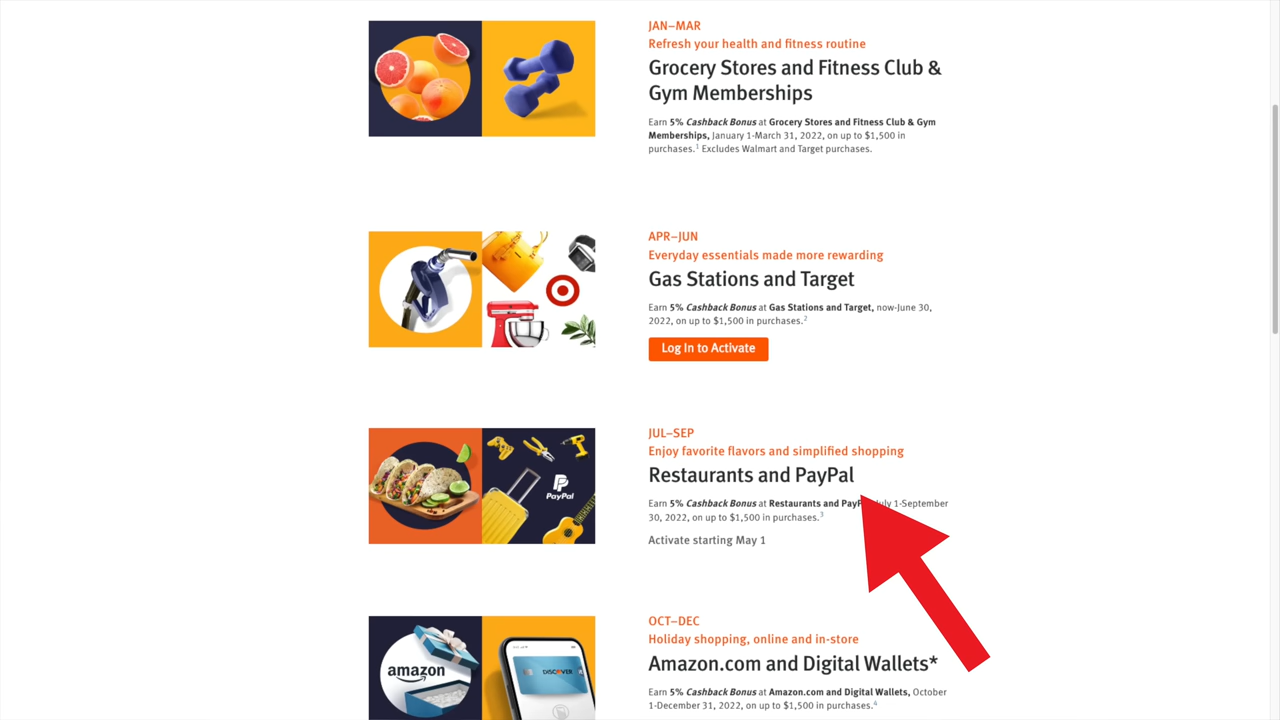 JAN–MAR
Refresh your health and fitness routine
Grocery Stores and Fitness Club &
Gym Memberships
Earn 5% Cashback Bonus at Grocery Stores and Fitness Club & Gym
Memberships, January 1-March 31, 2022, on up to $1,500 in
purchases.1 Excludes Walmart and Target purchases.
APR–JUN
Everyday essentials made more rewarding
Gas Stations and Target
Earn 5% Cashback Bonus at Gas Stations and Target, now-June 30,
2022, on up to $1,500 in purchases.2
Log In to Activate
PayPal
JUL–SEP
Enjoy favorite flavors and simplified shopping
Restaurants and PayPal
Earn 5% Cashback Bonus at Restaurants and 1-September
30, 2022, on up to $1,500 in purchases.3
Activate starting May 1
amazon
DISCOVER
OCT–DEC
Holiday shopping, online and in-store
Amazon.com and Digital Wallets*
Earn 5% Cashback Bonus at Amazon.com and Digital Wallets, October
1-December 31, 2022, on up to $1,500 in purchases.4